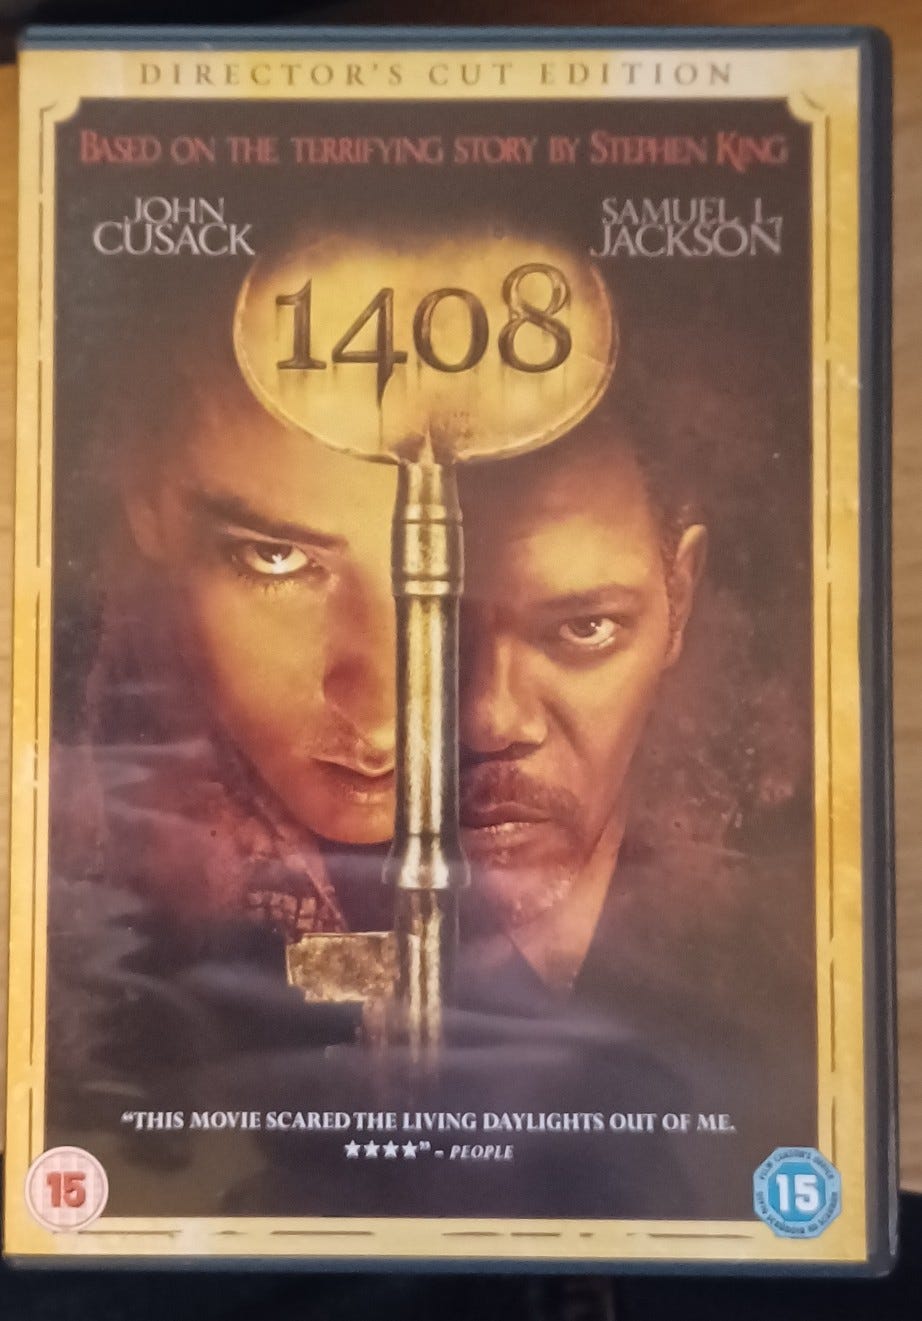 DIRECTOR'S CUT EDITION
BASED ON THE TERRIFYING STORY BY STEPHEN KING
JOHN
CUSACK
SAMUEL L.
JACKSON
1408
"THIS MOVIE SCARED THE LIVING DAYLIGHTS OUT OF ME.
★★★★" - PEOPLE
15
15